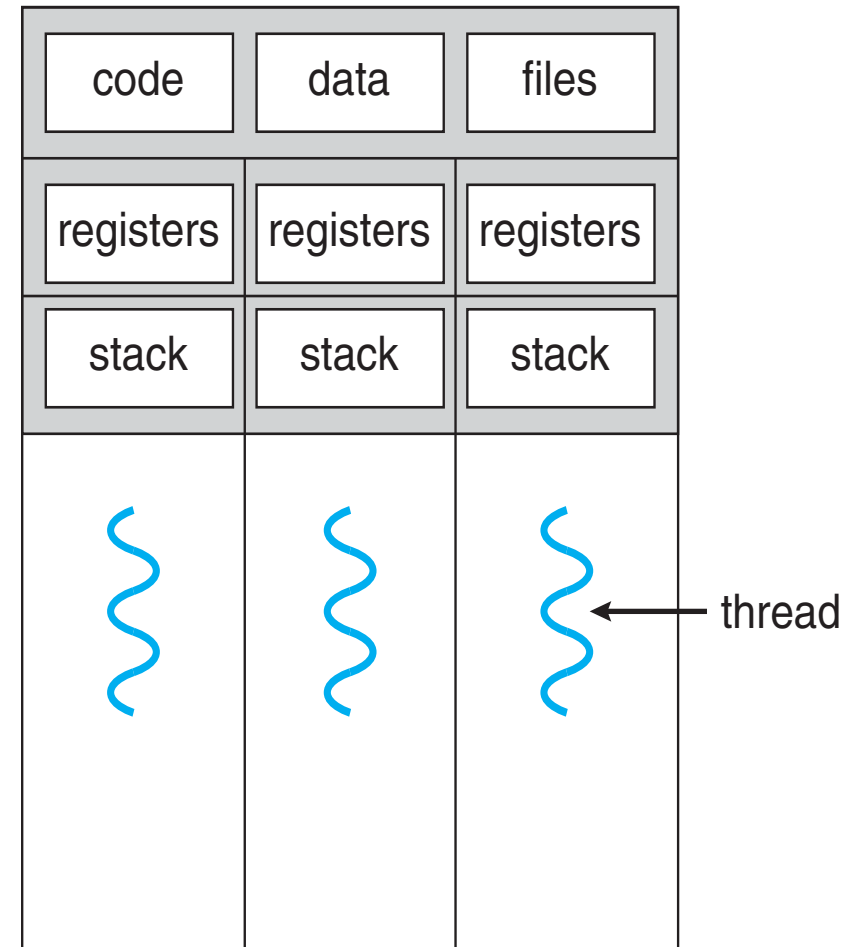 code data files
registers registers registers
stack stack stack
thread